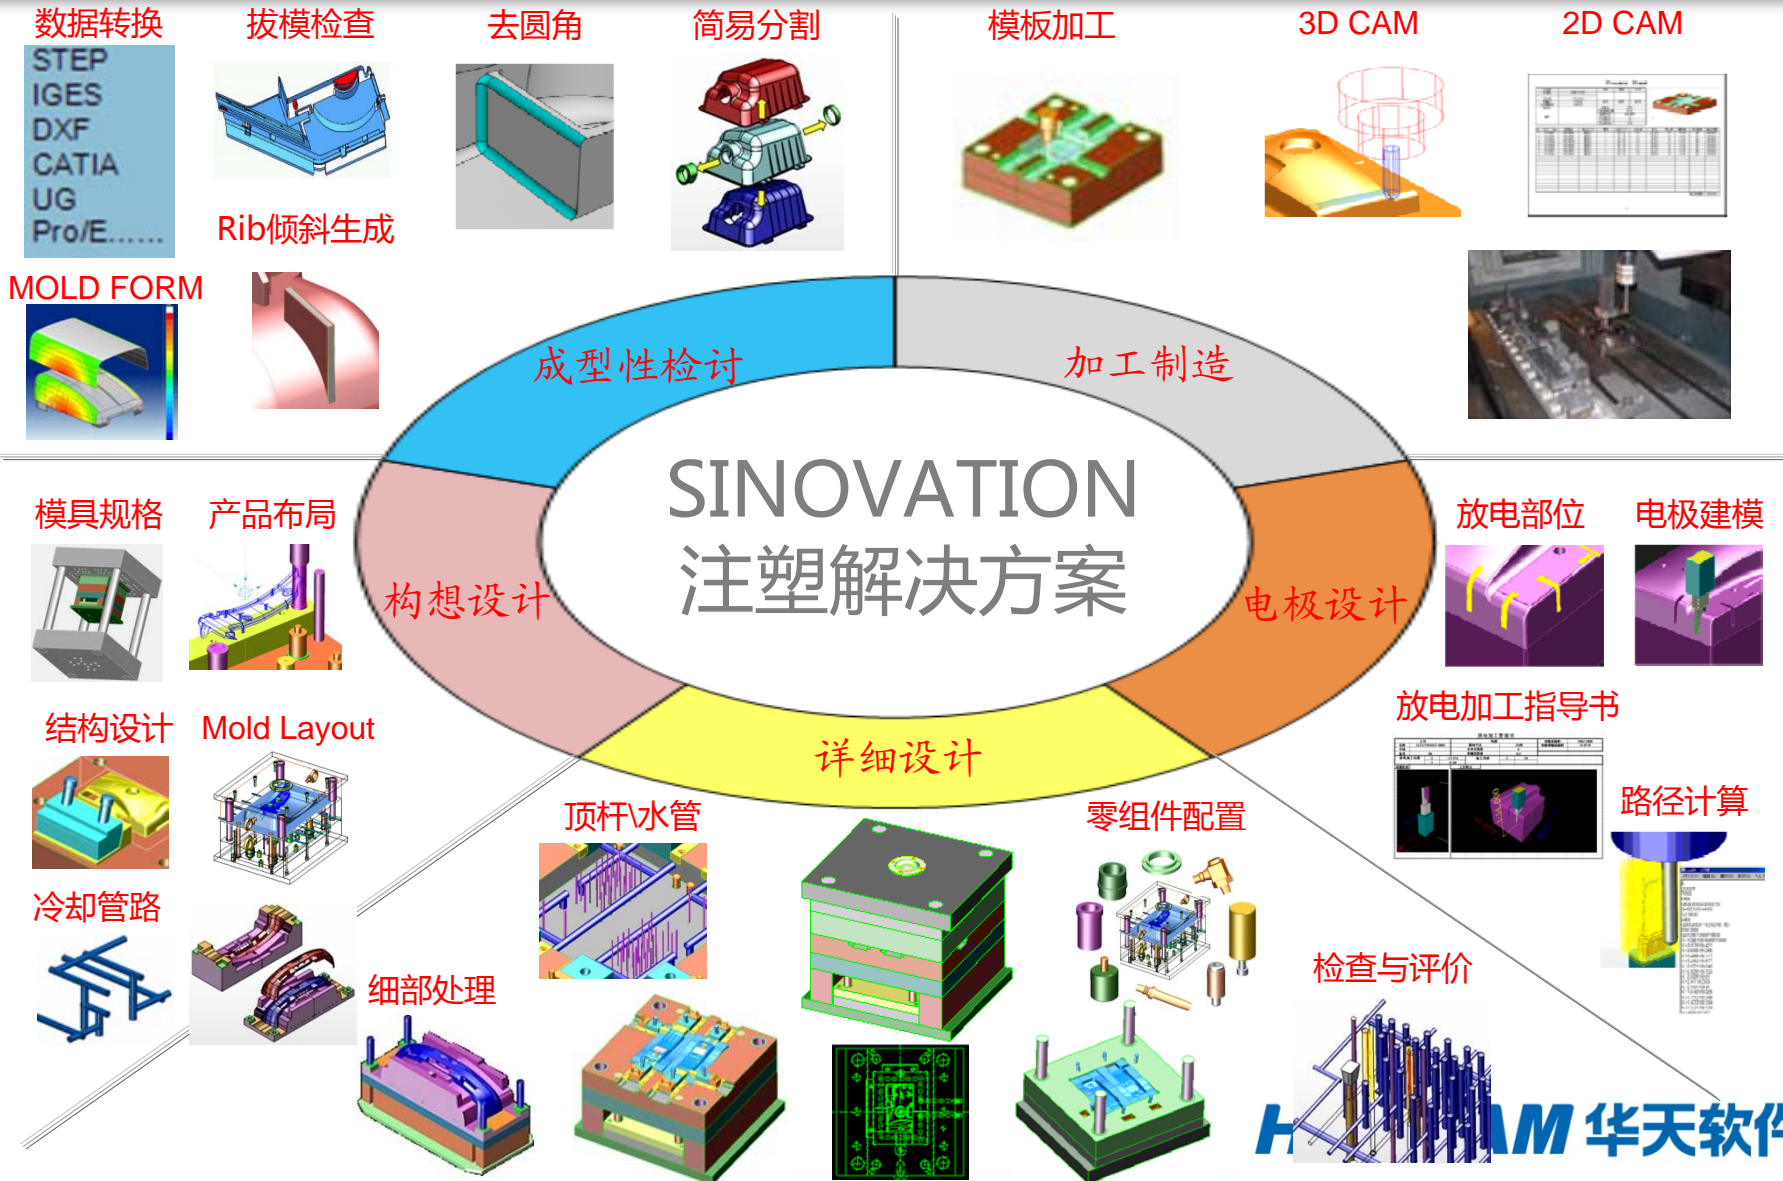 数据转换
拔模检查
去圆角
简易分割
模板加工
3D CAM
2D CAM
STEP
IGES
DXF
CATIA
UG
Pro/E......
Rib倾斜生成
MOLD FORM
成型性检讨
加工制造
SINOVATION
注塑解决方案
模具规格
产品布局
构想设计
电极设计
放电部位
电极建模
结构设计
Mold Layout
放电加工指导书
详细设计
顶杆\水管
零组件配置
路径计算
冷却管路
细部处理
检查与评价
华天软件